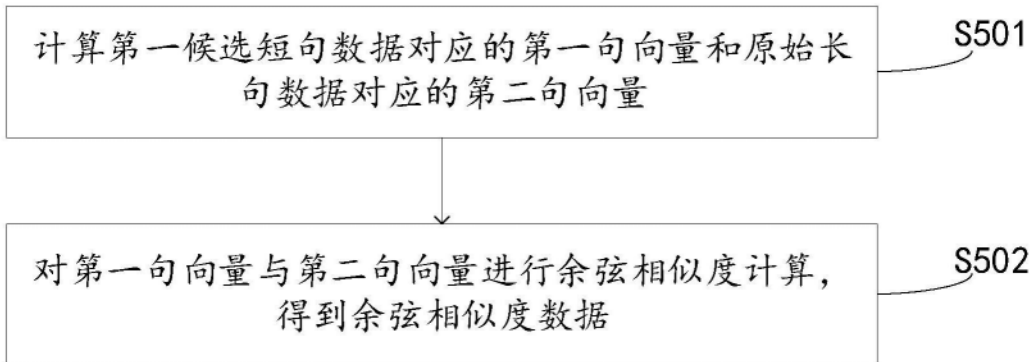 计算第一候选短句数据对应的第一句向量和原始长
句数据对应的第二句向量
S501
对第一句向量与第二句向量进行余弦相似度计算，
得到余弦相似度数据
S502